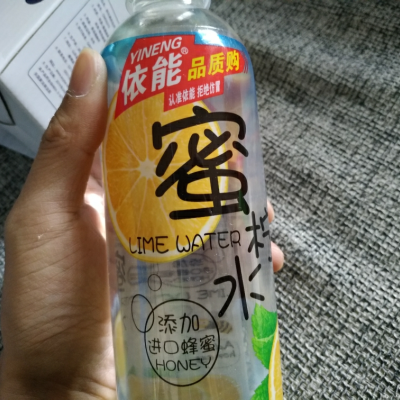 YINENG
依能®
品质购
认准依能 拒绝仿冒
蜜
LIME WATER
水
添加
进口蜂蜜
HONEY